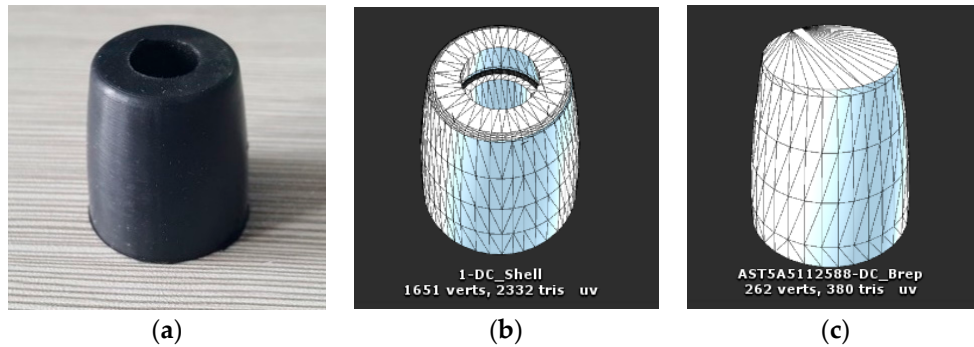 1-DC_Shell
1651 verts, 2332 tris uv
AST5A5112588-DC_Brep
262 verts, 380 tris uv
(a)
(b)
(c)